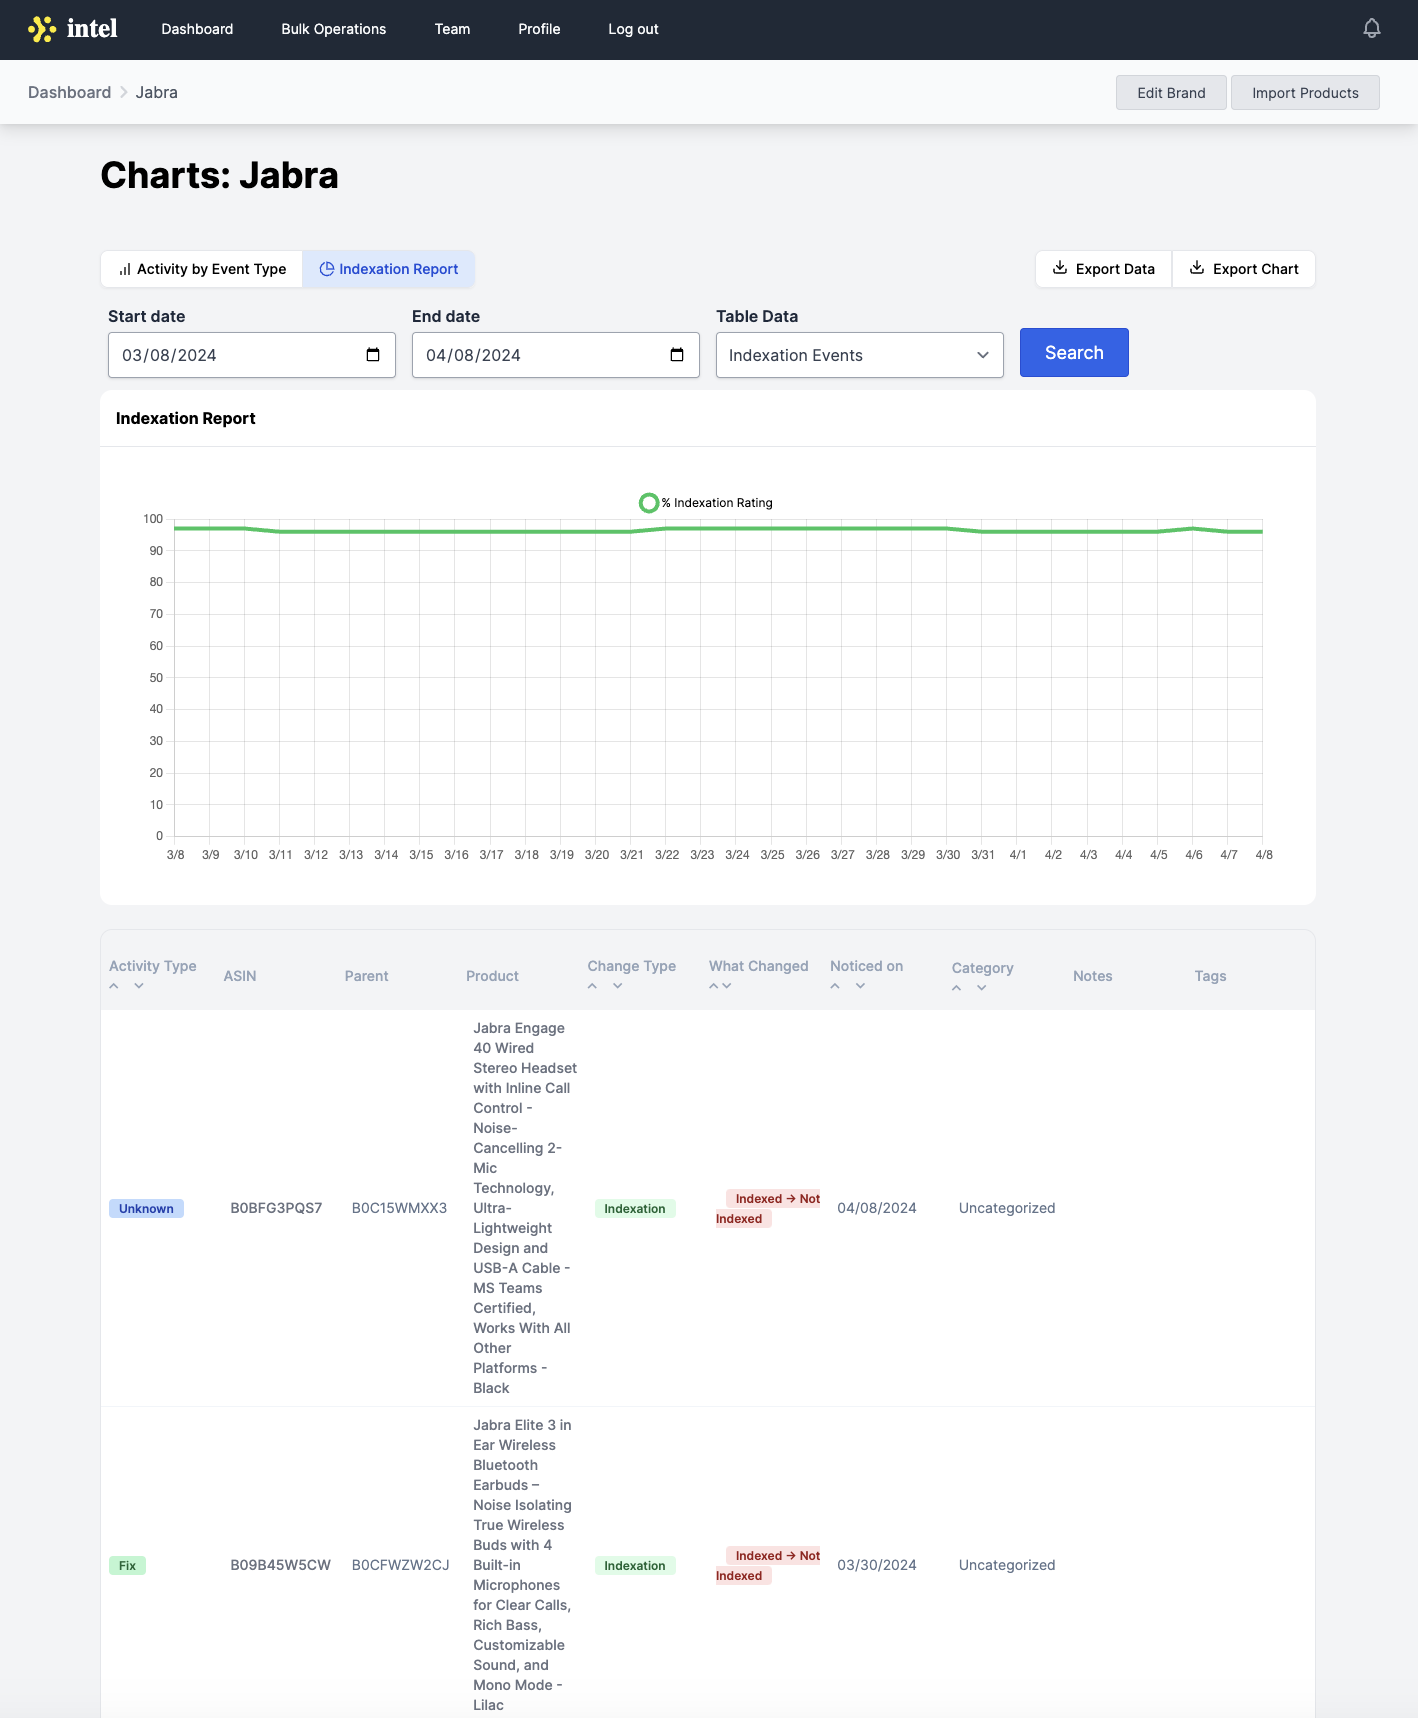 intel Dashboard Bulk Operations Team Profile Log out
Dashboard Jabra Edit Brand Import Products
Charts: Jabra
Activity by Event Type Indexation Report Export Data Export Chart
Start date End date Table Data
03/08/2024 04/08/2024 Indexation Events Search
Indexation Report
% Indexation Rating
100
90
80
70
60
50
40
30
20
10
0
3/8 3/9 3/10 3/11 3/12 3/13 3/14 3/15 3/16 3/17 3/18 3/19 3/20 3/21 3/22 3/23 3/24 3/25 3/26 3/27 3/28 3/29 3/30 3/31 4/1 4/2 4/3 4/4 4/5 4/6 4/7 4/8
Activity Type ASIN Parent Product Change Type What Changed Noticed on Category Notes Tags
Unknown
B0BFG3PQS7
B0C15WMXX3
Jabra Engage
40 Wired
Stereo Headset
with Inline Call
Control -
Noise-
Cancelling 2-
Mic
Technology,
Ultra-
Lightweight
Design and
USB-A Cable -
MS Teams
Certified,
Works With All
Other
Platforms -
Black
Indexation
Indexed → Not
Indexed
04/08/2024
Uncategorized
Fix
B09B45W5CW
B0CFWZW2CJ
Jabra Elite 3 in
Ear Wireless
Bluetooth
Earbuds –
Noise Isolating
True Wireless
Buds with 4
Built-in
Microphones
for Clear Calls,
Rich Bass,
Customizable
Sound, and
Mono Mode -
Lilac
Indexation
Indexed → Not
Indexed
03/30/2024
Uncategorized